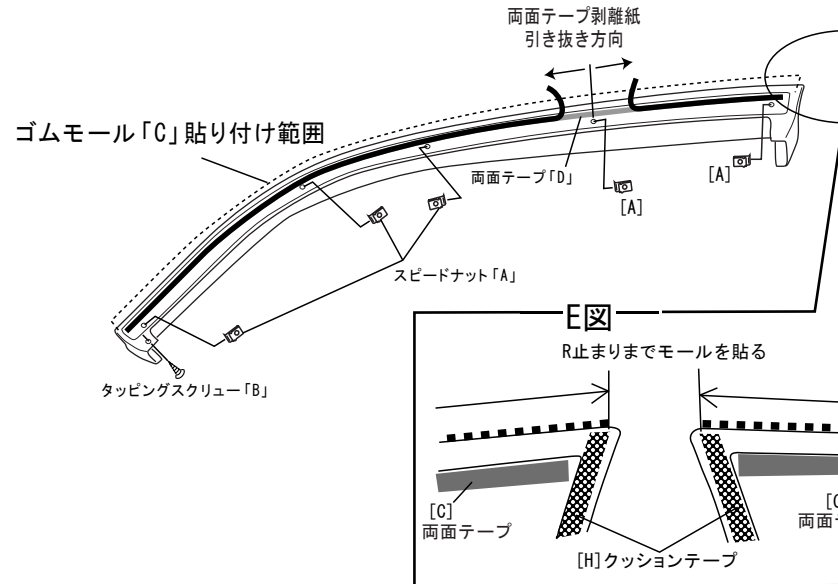 両面テープ剥離紙
引き抜き方向
ゴムモール「C」貼り付け範囲
両面テープ「D」
[A]
[A]
スピードナット「A」
タッピングスクリュー「B」
E図
R止まりまでモールを貼る
[C]
両面テープ
[H]クッションテープ
[C
両面テ